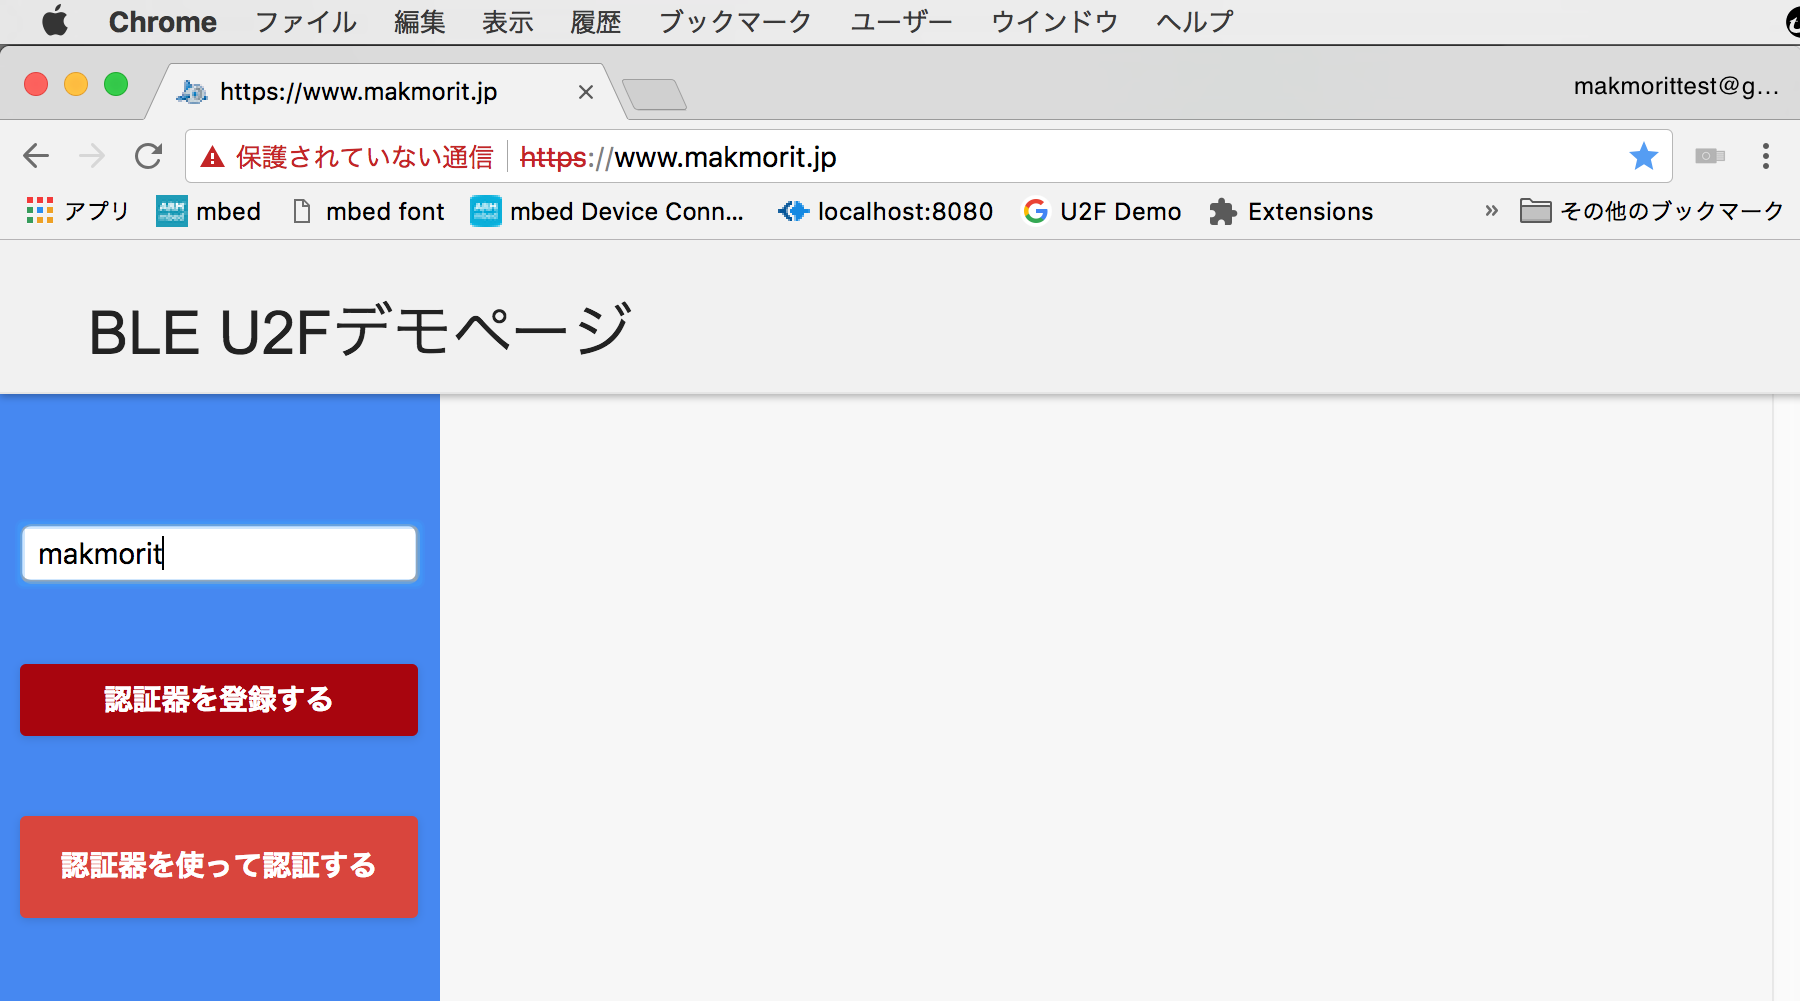 Chrome ファイル 編集 表示 履歴 ブックマーク ユーザー ウインドウ ヘルプ
https://www.makmorit.jp
makmorittest@g...
保護されていない通信 https://www.makmorit.jp
アプリ ARM mbed mbed mbed font ARM mbed mbed Device Conn... localhost:8080 G U2F Demo Extensions » その他のブックマーク
BLE U2Fデモページ
makmorit
認証器を登録する
認証器を使って認証する